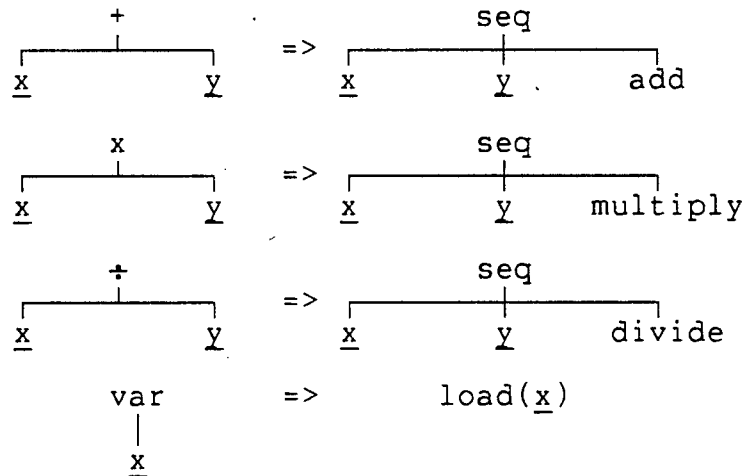 + => seq
x y x y add
x => seq
x y x y multiply
÷ => seq
x y x y divide
var => load(x)
x